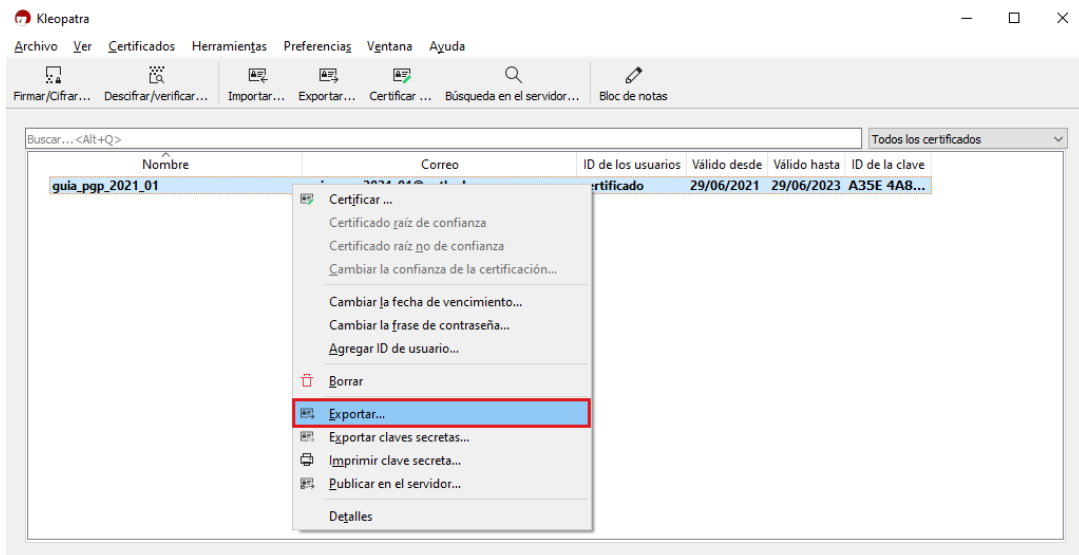 Kleopatra
Archivo Ver Certificados Herramientas Preferencias Ventana Ayuda
Firmar/Cifrar... Descifrar/verificar... Importar... Exportar... Certificar ... Búsqueda en el servidor... Bloc de notas
Buscar...<Alt+Q> Todos los certificados
Nombre Correo ID de los usuarios Válido desde Válido hasta ID de la clave
guia_pgp_2021_01 29/06/2021 29/06/2023 A35E 4A8...
Certificar ...
Certificado raíz de confianza
Certificado raíz no de confianza
Cambiar la confianza de la certificación...
Cambiar la fecha de vencimiento...
Cambiar la frase de contraseña...
Agregar ID de usuario...
Borrar
Exportar...
Exportar claves secretas...
Imprimir clave secreta...
Publicar en el servidor...
Detalles